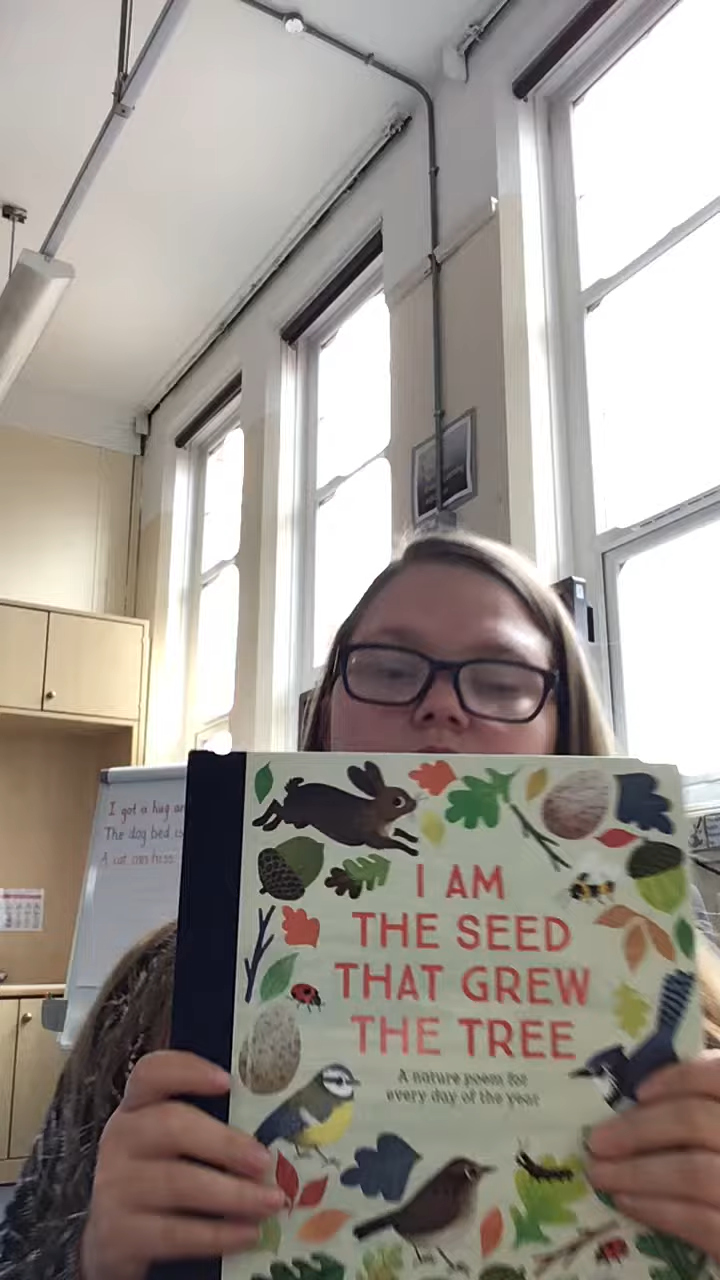 I got a hug
The dog bed is
A cat can hiss
I AM
THE SEED
THAT GREW
THE TREE
A nature poem for
every day of the year